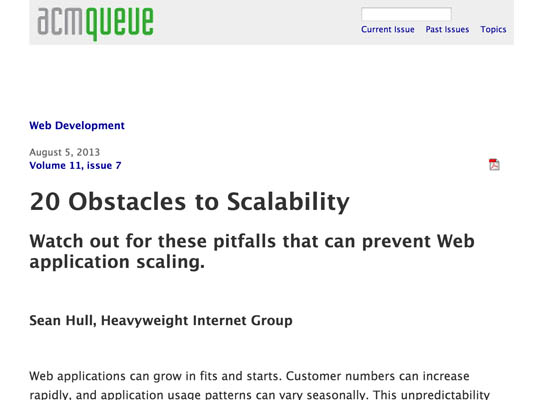 acmqueue
Current Issue Past Issues Topics
Web Development
August 5, 2013
Volume 11, issue 7
20 Obstacles to Scalability
Watch out for these pitfalls that can prevent Web
application scaling.
Sean Hull, Heavyweight Internet Group
Web applications can grow in fits and starts. Customer numbers can increase
rapidly, and application usage patterns can vary seasonally. This unpredictability